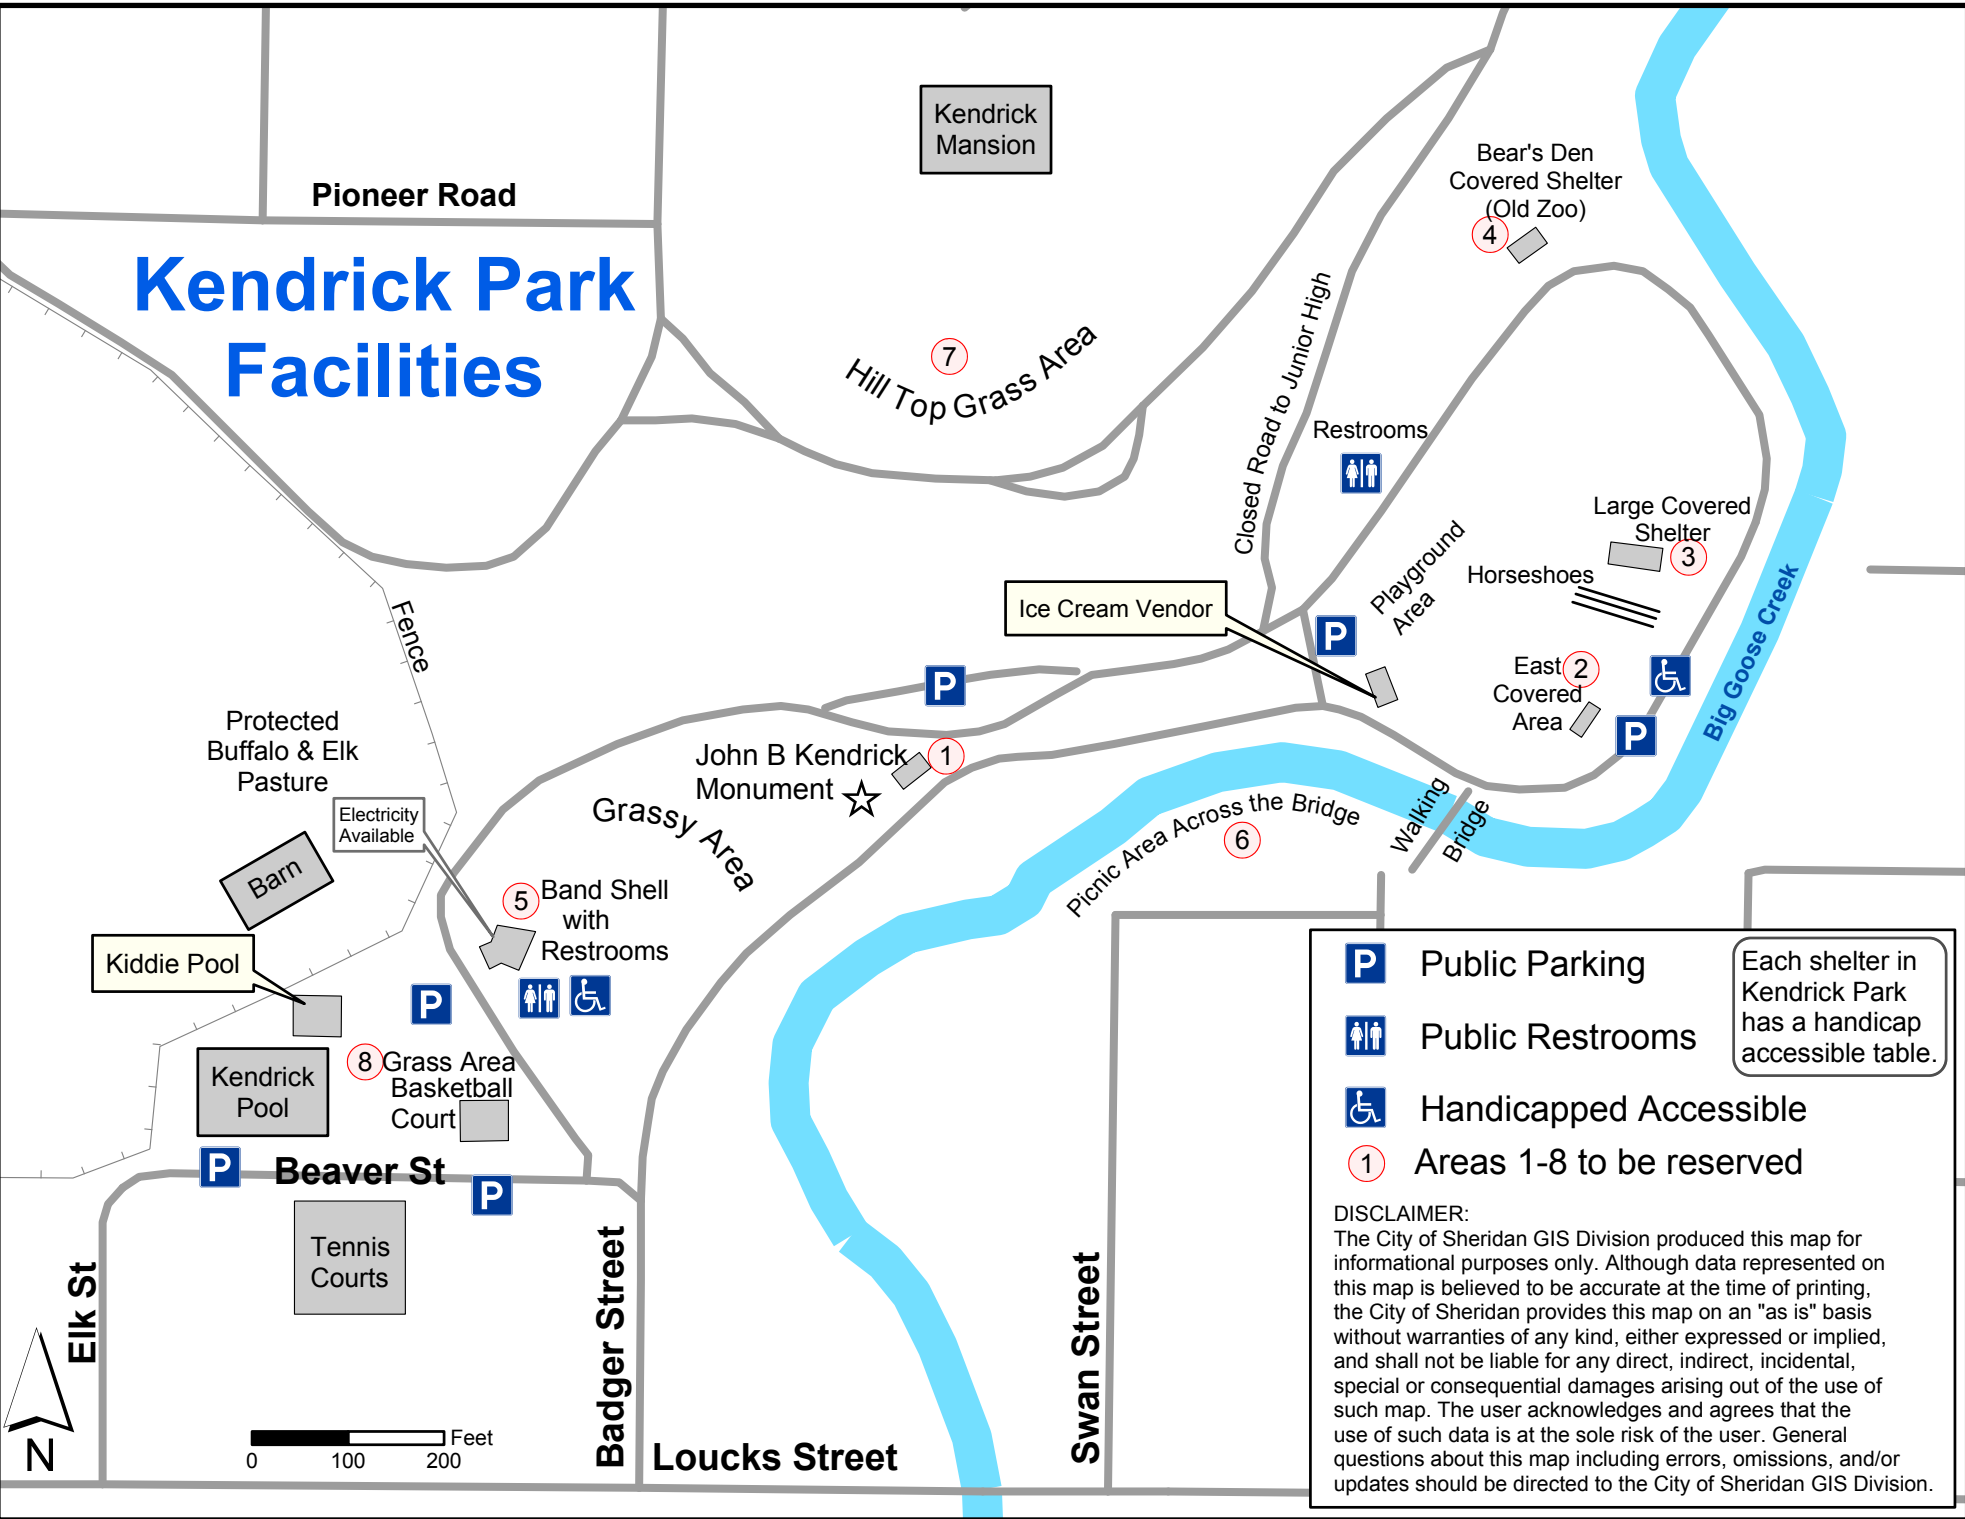 Kendrick
Mansion
Bear's Den
Covered Shelter
(Old Zoo)
4
Pioneer Road
Kendrick Park
Facilities
7
Hill Top Grass Area
Closed Road to Junior High
Restrooms
Large Covered
Shelter
3
Horseshoes
Playground
Area
Ice Cream Vendor
P
East
2
Covered
Area
P
Big Goose Creek
Fence
P
Protected
Buffalo & Elk
Pasture
John B Kendrick
Monument
1
Grassy Area
Electricity
Available
Picnic Area Across the Bridge
6
Walking
Bridge
Barn
5
Band Shell
with
Restrooms
Kiddie Pool
P
8
Grass Area
Basketball
Court
Kendrick
Pool
P
Beaver St
P
Tennis
Courts
Elk St
Badger Street
Swan Street
Loucks Street
N
Feet
0
100
200
P
Public Parking
Public Restrooms
Handicapped Accessible
1
Areas 1-8 to be reserved
Each shelter in
Kendrick Park
has a handicap
accessible table.
DISCLAIMER:
The City of Sheridan GIS Division produced this map for
informational purposes only. Although data represented on
this map is believed to be accurate at the time of printing,
the City of Sheridan provides this map on an "as is" basis
without warranties of any kind, either expressed or implied,
and shall not be liable for any direct, indirect, incidental,
special or consequential damages arising out of the use of
such map. The user acknowledges and agrees that the
use of such data is at the sole risk of the user. General
questions about this map including errors, omissions, and/or
updates should be directed to the City of Sheridan GIS Division.